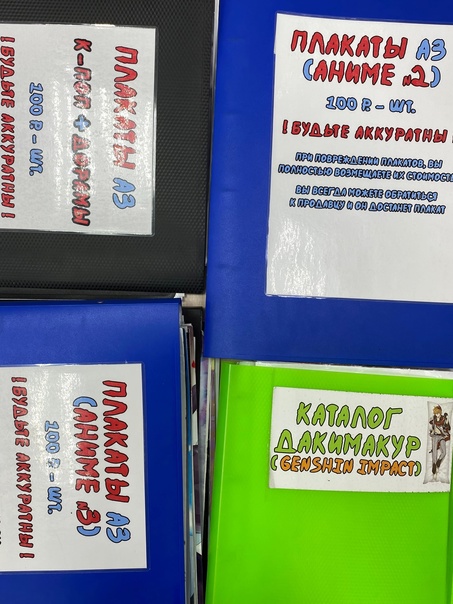 ПЛАКАТЫ А3
К-ПОП + ДОРАМЫ
100 Р. - ШТ.
! БУДЬТЕ АККУРАТНЫ !
ПЛАКАТЫ А3
(АНИМЕ №2)
100 Р. - ШТ.
! БУДЬТЕ АККУРАТНЫ !
ПРИ ПОВРЕЖДЕНИИ ПЛАКАТОВ, ВЫ
ПОЛНОСТЬЮ ВОЗМЕЩАЕТЕ ИХ СТОИМОСТЬ
ВЫ ВСЕГДА МОЖЕТЕ ОБРАТИТЬСЯ
К ПРОДАВЦУ И ОН ДОСТАНЕТ ПЛАКАТ
ПЛАКАТЫ А3
(АНИМЕ №3)
100 Р. - ШТ.
! БУДЬТЕ АККУРАТНЫ !
КАТАЛОГ
ДАКИМАКУР
(GENSHIN IMPACT)